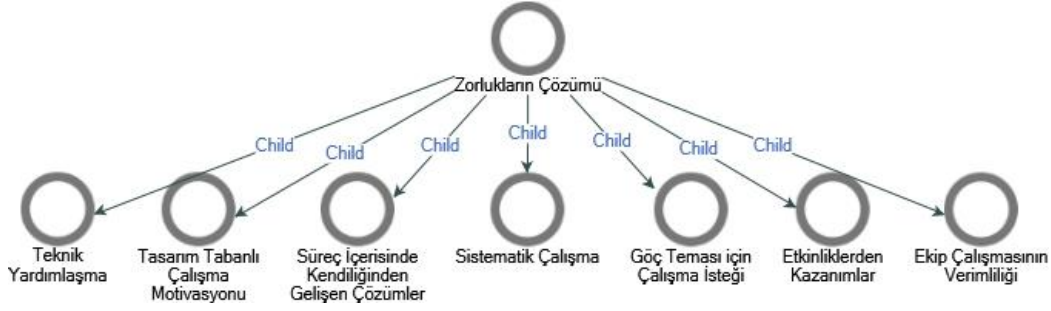 Zorlukların Çözümü
Child
Child
Child
Child
Child
Child
Child
Teknik
Yardımlaşma
Tasarım Tabanlı
Çalışma
Motivasyonu
Süreç İçerisinde
Kendiliğinden
Gelişen Çözümler
Sistematik Çalışma
Göç Teması için
Çalışma İsteği
Etkinliklerden
Kazanımlar
Ekip Çalışmasının
Verimliliği